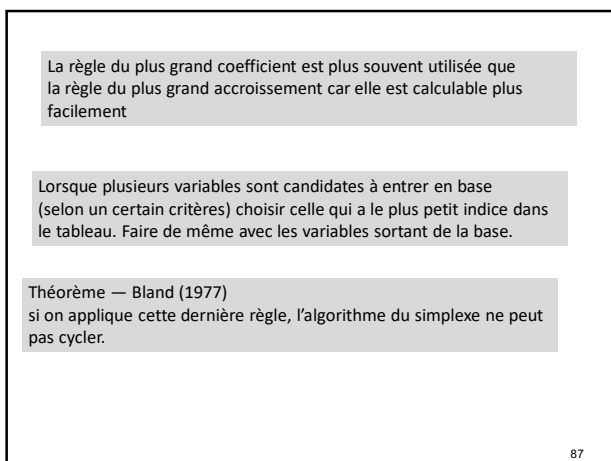 La règle du plus grand coefficient est plus souvent utilisée que
la règle du plus grand accroissement car elle est calculable plus
facilement
Lorsque plusieurs variables sont candidates à entrer en base
(selon un certain critères) choisir celle qui a le plus petit indice dans
le tableau. Faire de même avec les variables sortant de la base.
Théorème — Bland (1977)
si on applique cette dernière règle, l’algorithme du simplexe ne peut
pas cycler.
87